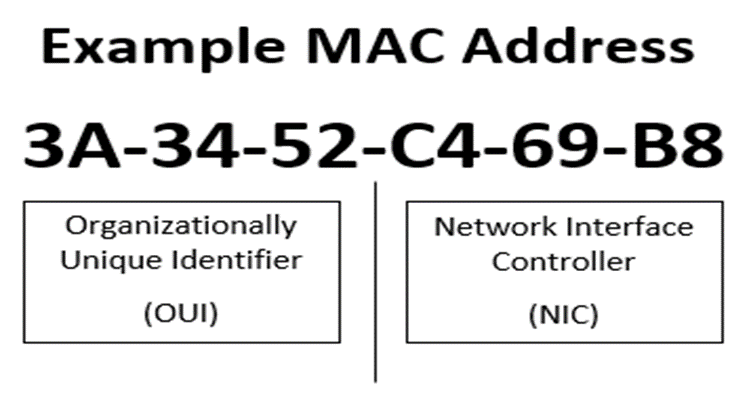 Example MAC Address
3A-34-52-C4-69-B8
Organizationally
Unique Identifier
(OUI)
Network Interface
Controller
(NIC)